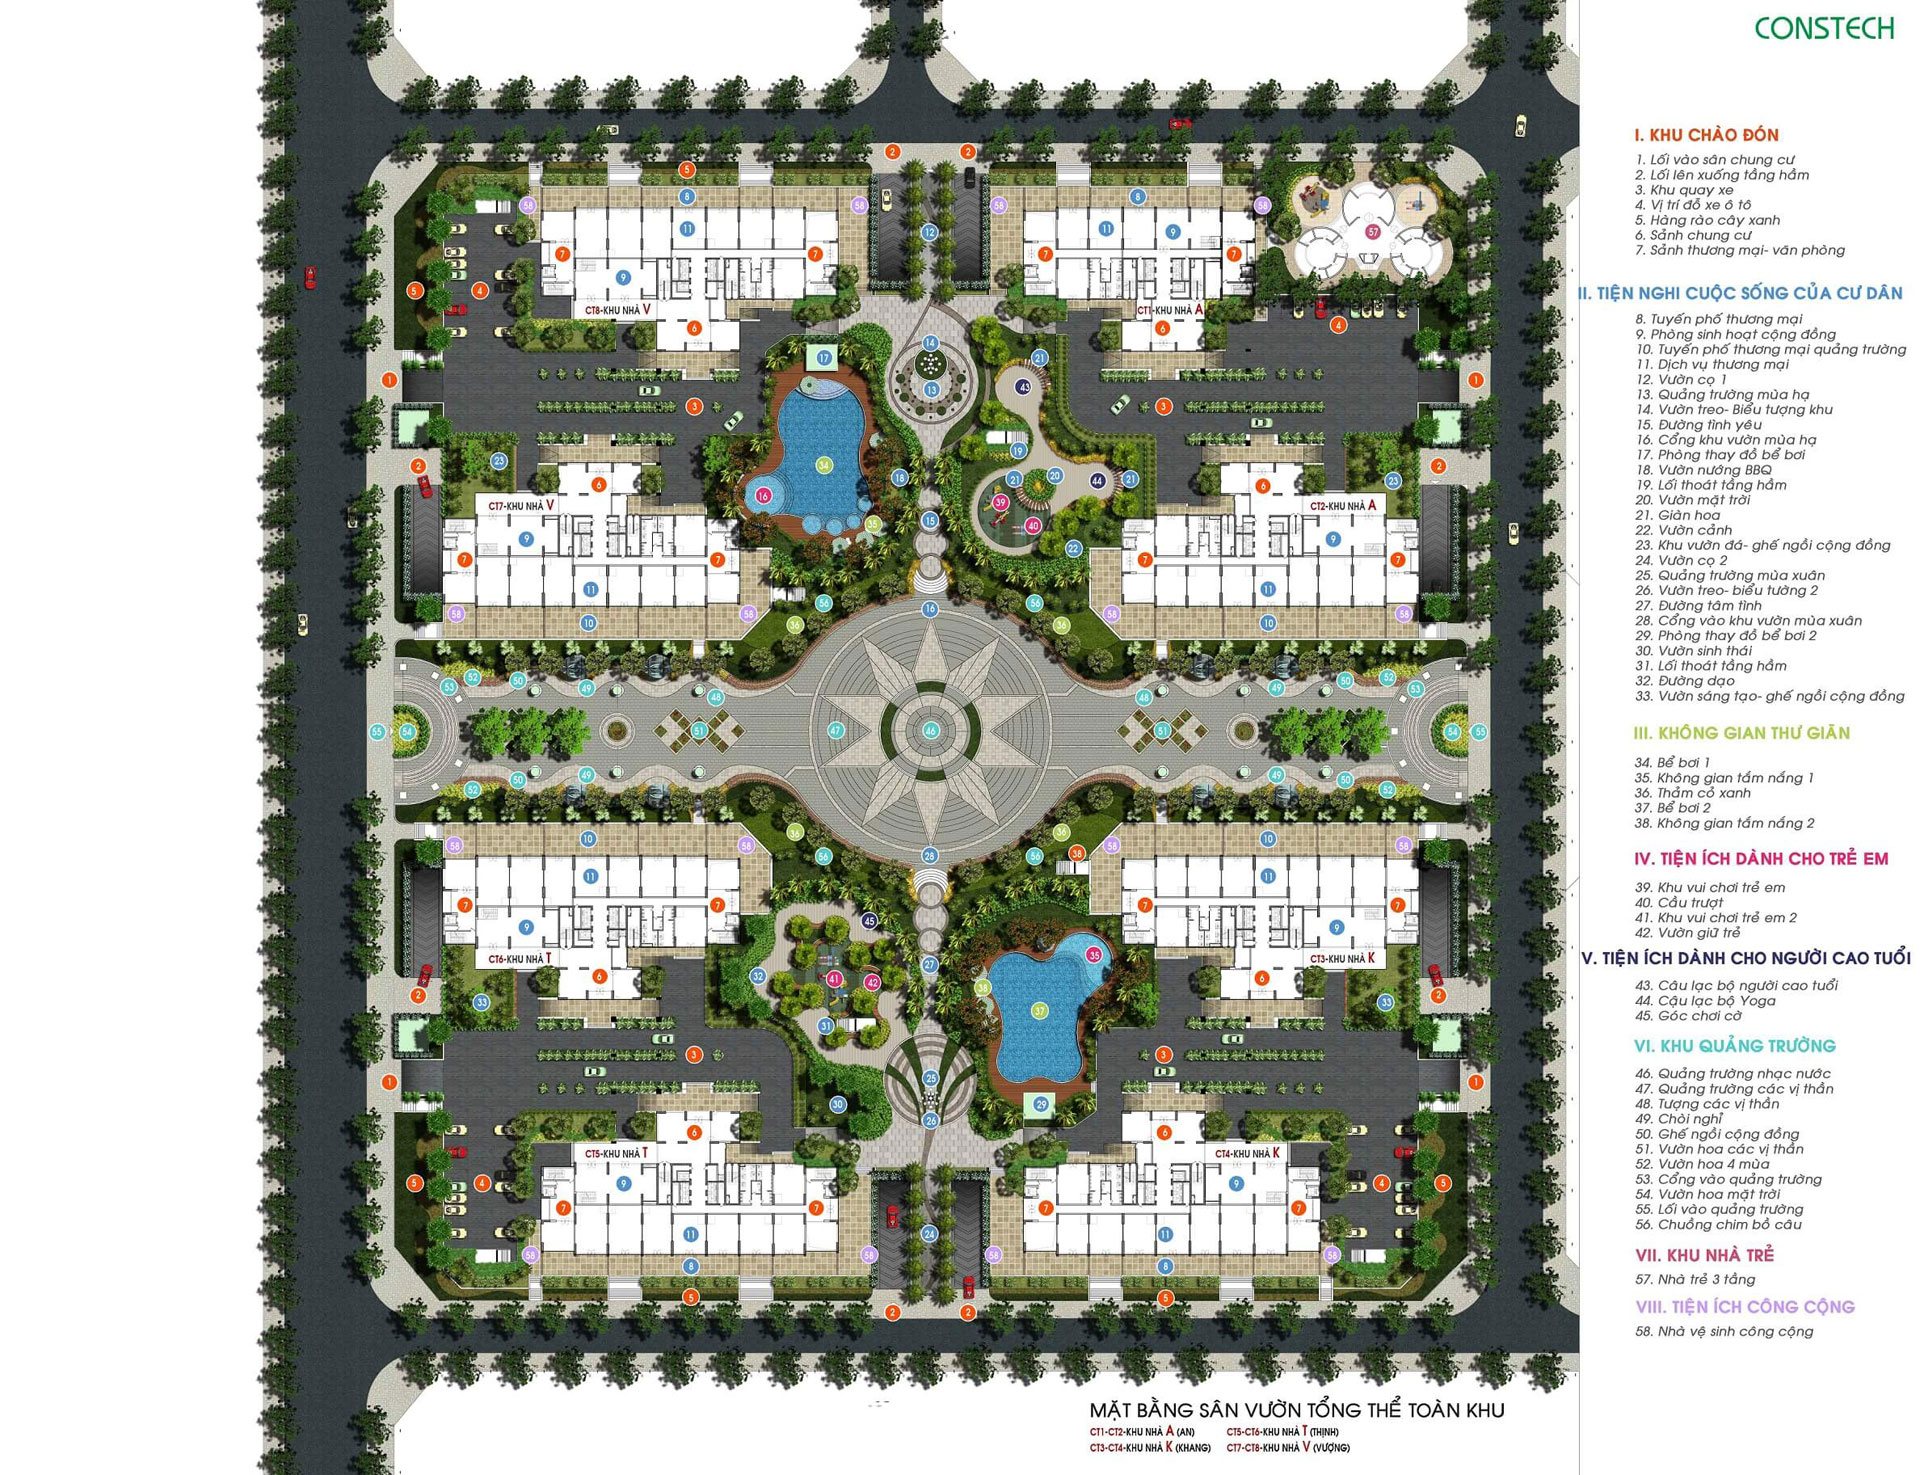 CONSTECH
I. KHU CHÀO ĐÓN
1. Lối vào sân chung cư
2. Lối lên xuống tầng hầm
3. Khu quay xe
4. Vị trí đỗ xe ô tô
5. Hàng rào cây xanh
6. Sảnh chung cư
7. Sảnh thương mại- văn phòng
II. TIỆN NGHI CUỘC SỐNG CỦA CƯ DÂN
8. Tuyến phố thương mại
9. Phòng sinh hoạt cộng đồng
10. Tuyến phố thương mại quảng trường
11. Dịch vụ thương mại
12. Vườn cọ 1
13. Quảng trường mùa hạ
14. Vườn treo- Biểu tượng khu
15. Đường tình yêu
16. Cổng khu vườn mùa hạ
17. Phòng thay đồ bể bơi
18. Vườn nướng BBQ
19. Lối thoát tầng hầm
20. Vườn mặt trời
21. Giàn hoa
22. Vườn cảnh
23. Khu vườn đá- ghế ngồi cộng đồng
24. Vườn cọ 2
25. Quảng trường mùa xuân
26. Vườn treo- biểu tường 2
27. Đường tâm tình
28. Cổng vào khu vườn mùa xuân
29. Phòng thay đồ bể bơi 2
30. Vườn sinh thái
31. Lối thoát tầng hầm
32. Đường dạo
33. Vườn sáng tạo- ghế ngồi cộng đồng
III. KHÔNG GIAN THƯ GIÃN
34. Bể bơi 1
35. Không gian tắm nắng 1
36. Thảm cỏ xanh
37. Bể bơi 2
38. Không gian tắm nắng 2
IV. TIỆN ÍCH DÀNH CHO TRẺ EM
39. Khu vui chơi trẻ em
40. Cầu trượt
41. Khu vui chơi trẻ em 2
42. Vườn giữ trẻ
V. TIỆN ÍCH DÀNH CHO NGƯỜI CAO TUỔI
43. Câu lạc bộ người cao tuổi
44. Câu lạc bộ Yoga
45. Góc chơi cờ
VI. KHU QUẢNG TRƯỜNG
46. Quảng trường nhạc nước
47. Quảng trường các vị thần
48. Tượng các vị thần
49. Chòi nghỉ
50. Ghế ngồi cộng đồng
51. Vườn hoa các vị thần
52. Vườn hoa 4 mùa
53. Cổng vào quảng trường
54. Vườn hoa mặt trời
55. Lối vào quảng trường
56. Chuồng chim bồ câu
VII. KHU NHÀ TRẺ
57. Nhà trẻ 3 tầng
VIII. TIỆN ÍCH CÔNG CỘNG
58. Nhà vệ sinh công cộng
CT8-KHU NHÀ V
CT1-KHU NHÀ A
CT7-KHU NHÀ V
CT2-KHU NHÀ A
CT6-KHU NHÀ T
CT3-KHU NHÀ K
CT5-KHU NHÀ T
CT4-KHU NHÀ K
MẶT BẰNG SÂN VƯỜN TỔNG THỂ TOÀN KHU
CT1-CT2-KHU NHÀ A (AN) CT5-CT6-KHU NHÀ T (THỊNH)
CT3-CT4-KHU NHÀ K (KHANG) CT7-CT8-KHU NHÀ V (VƯỢNG)